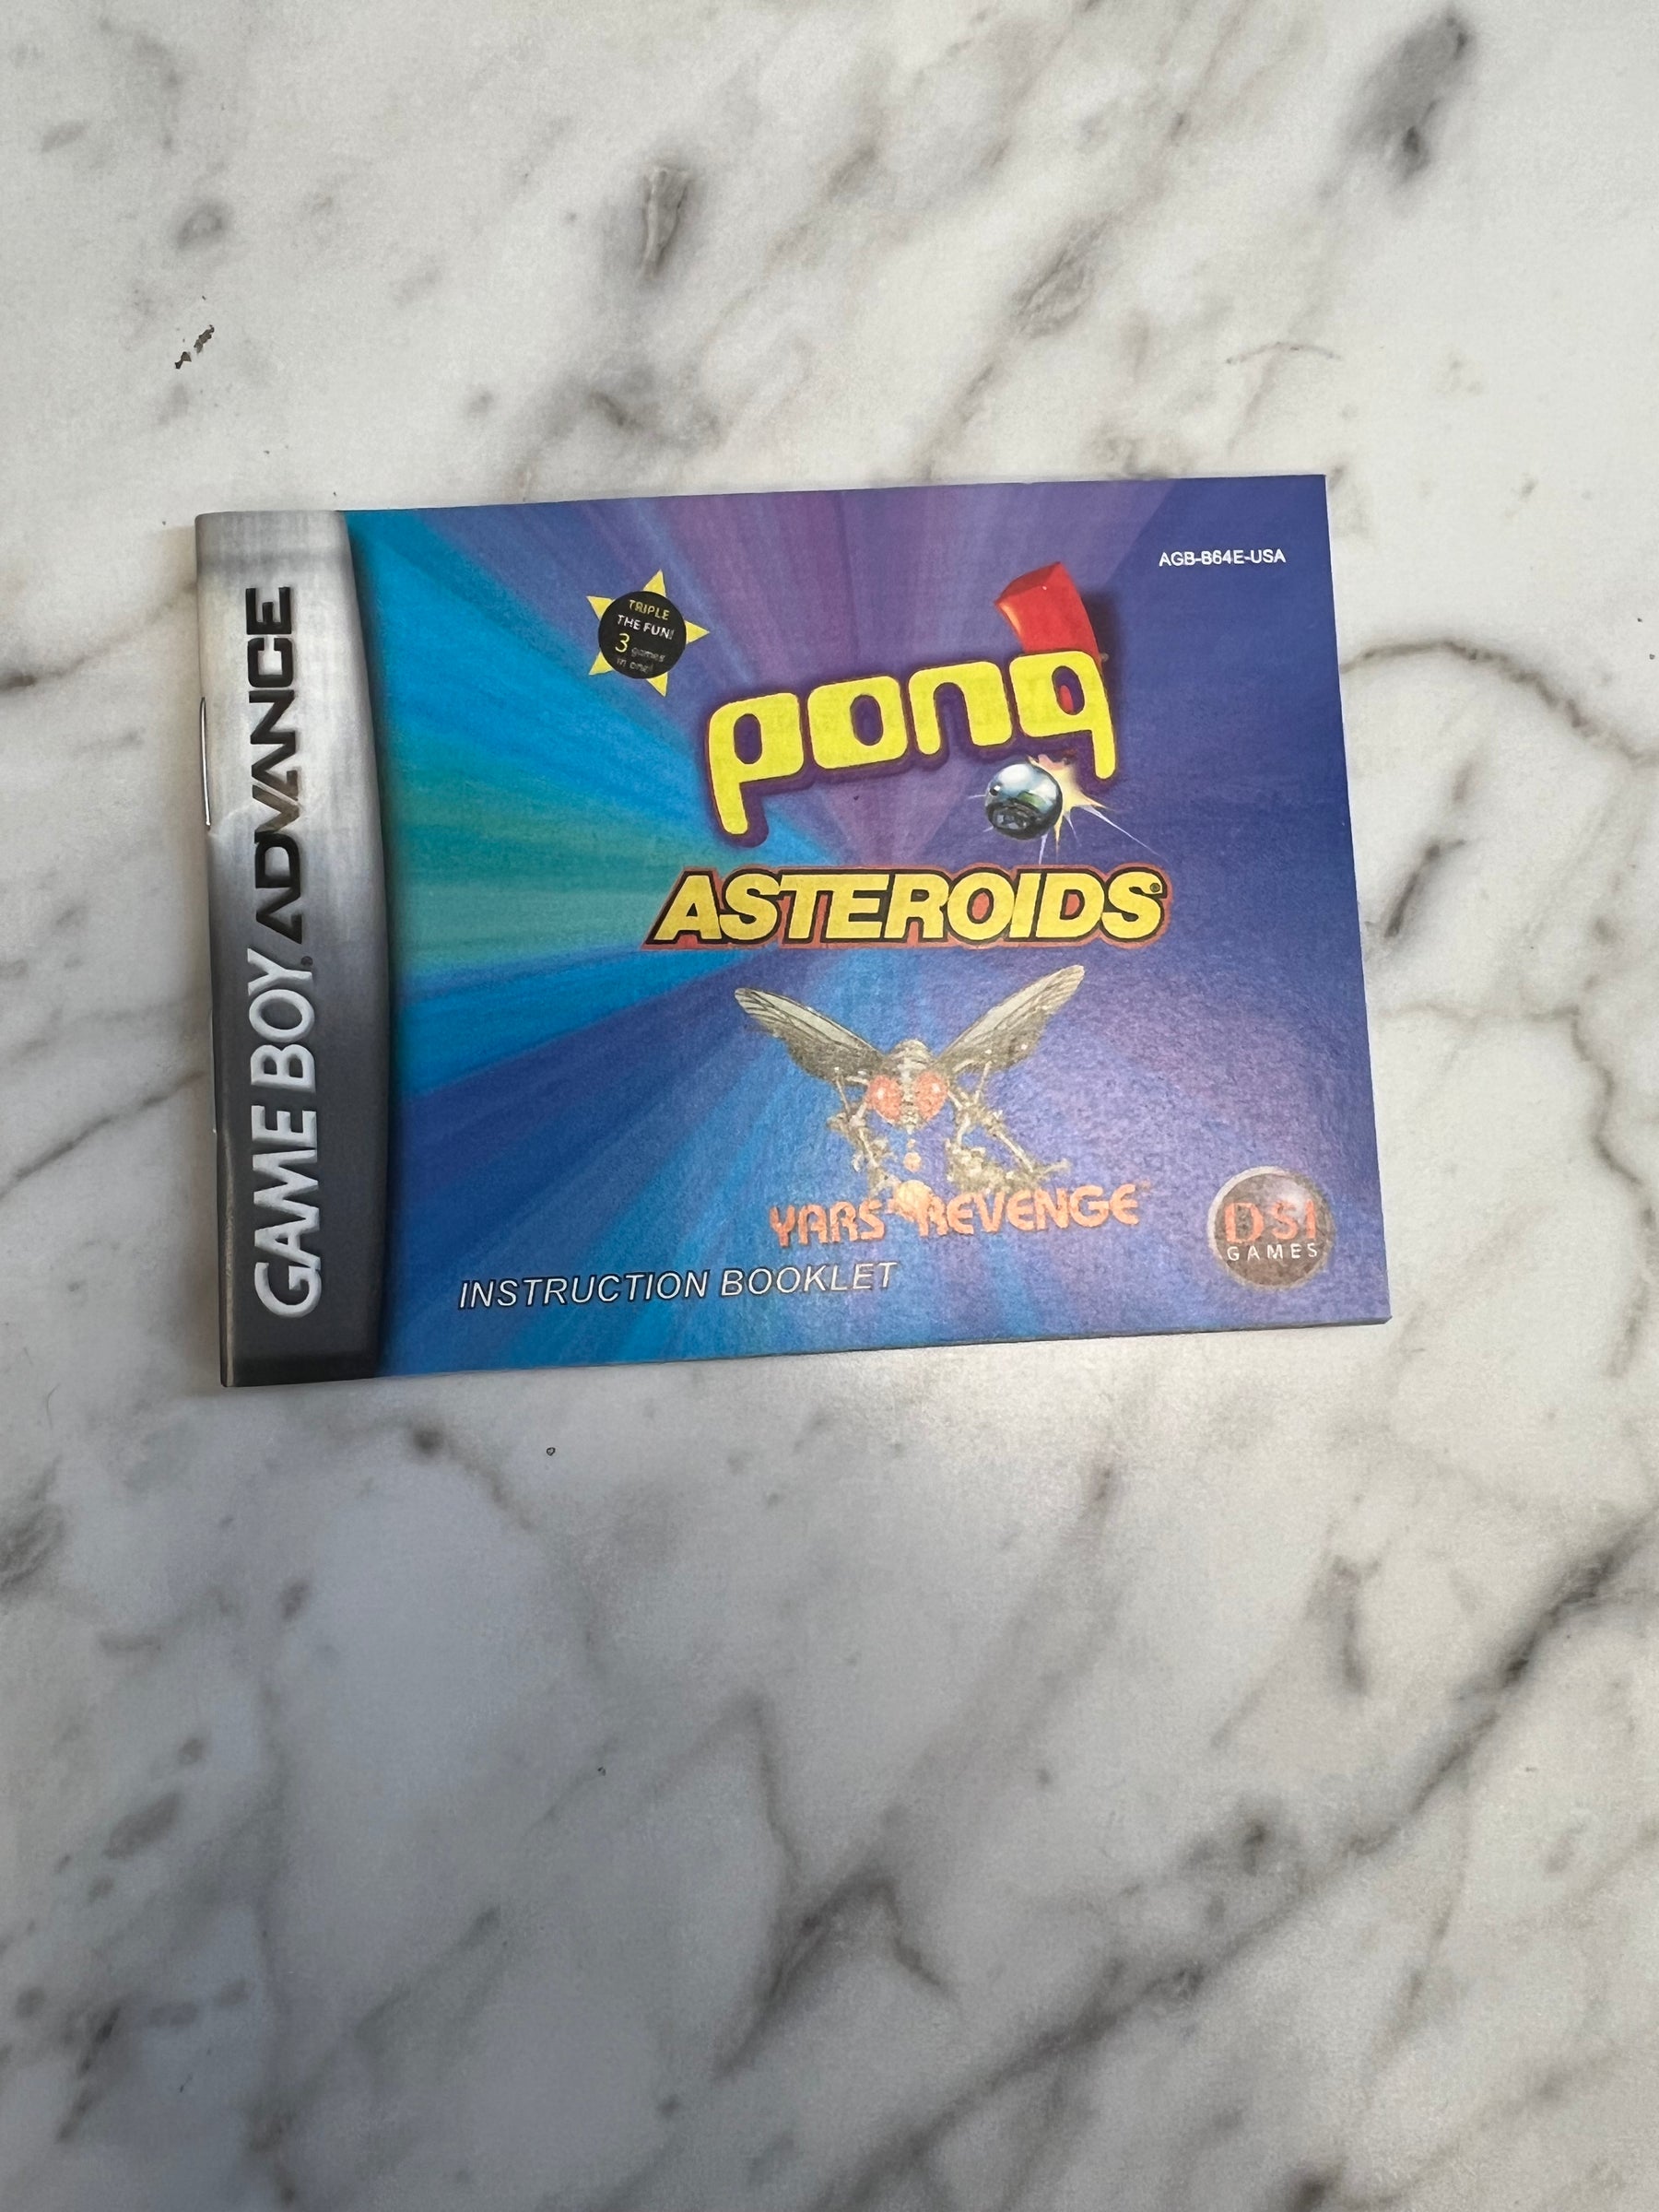 GAME BOY ADVANCE
AGB-B64E-USA
TRIPLE
THE FUN!
3 games
in one!
pong
ASTEROIDS®
YARS' REVENGE™
INSTRUCTION BOOKLET
DSI
GAMES